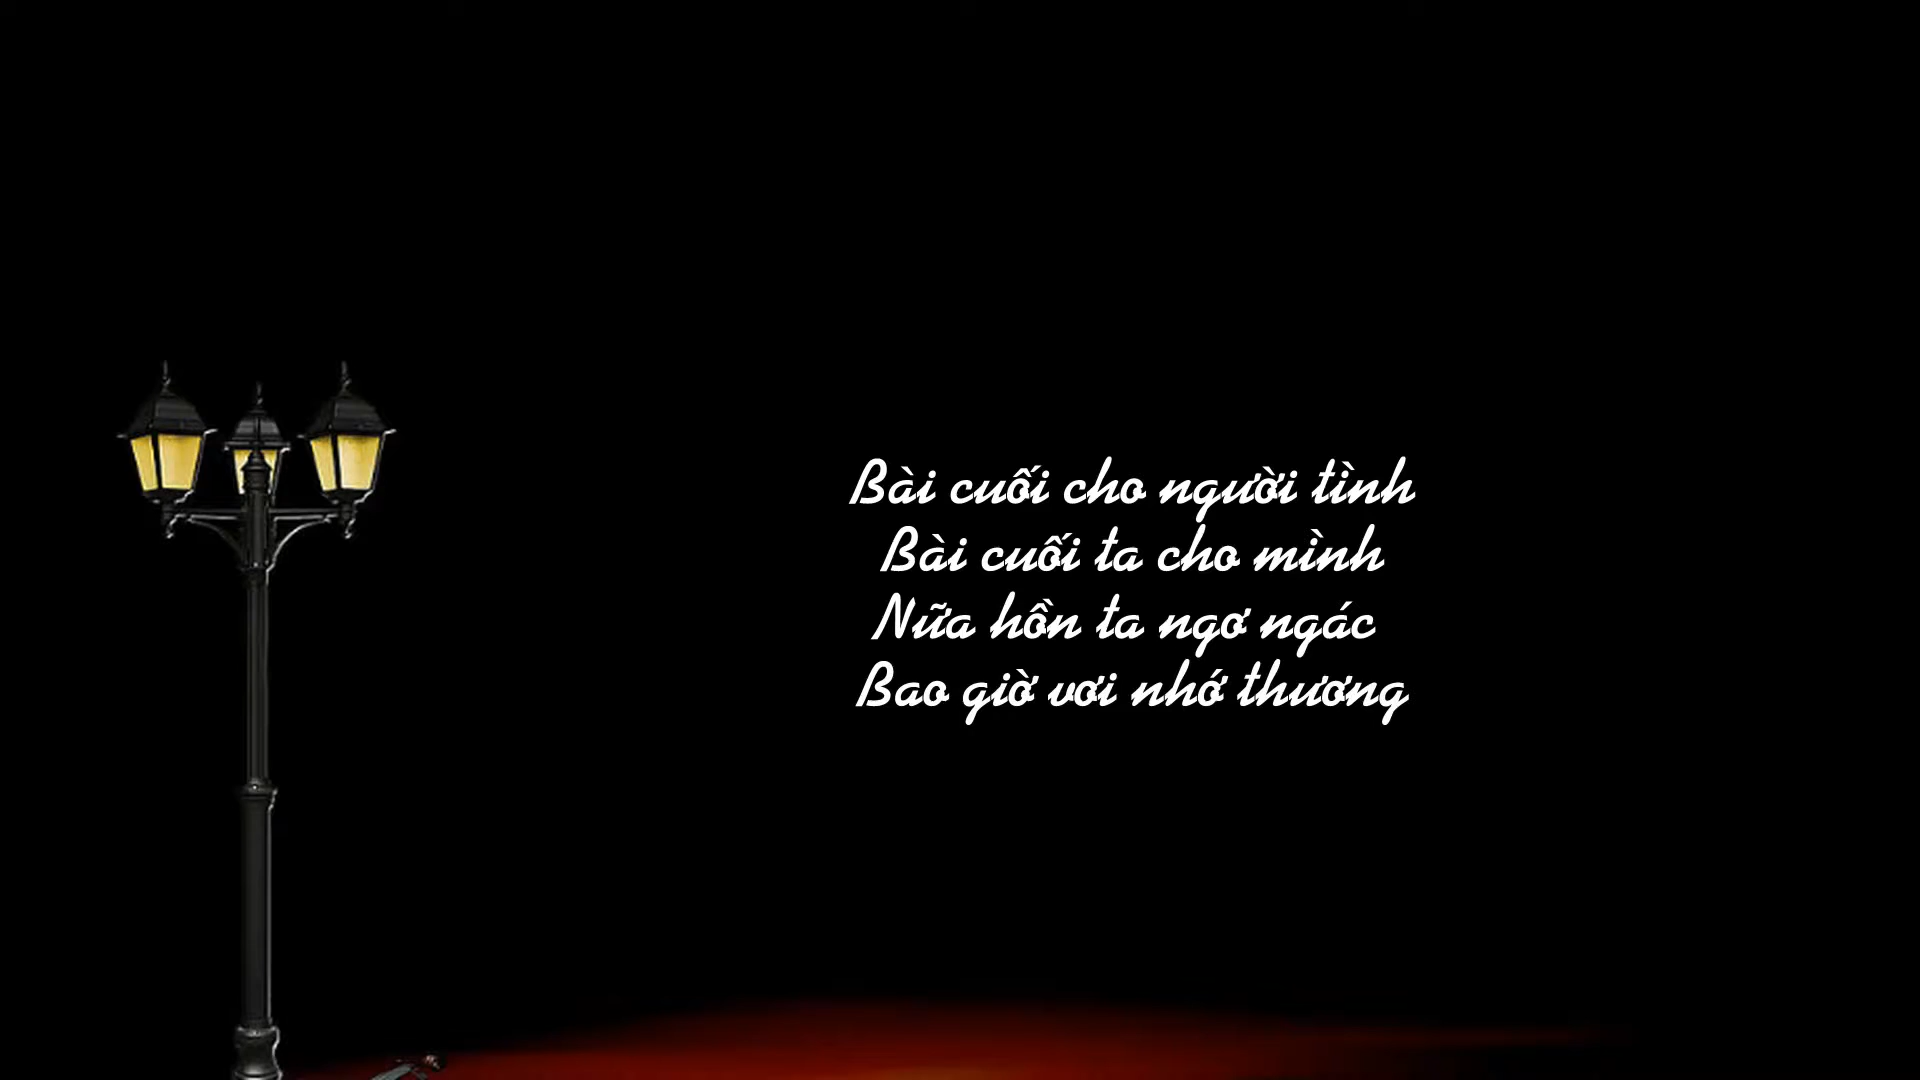 Bài cuối cho người tình
Bài cuối ta cho mình
Nữa hồn ta ngơ ngác
Bao giờ vơi nhớ thương